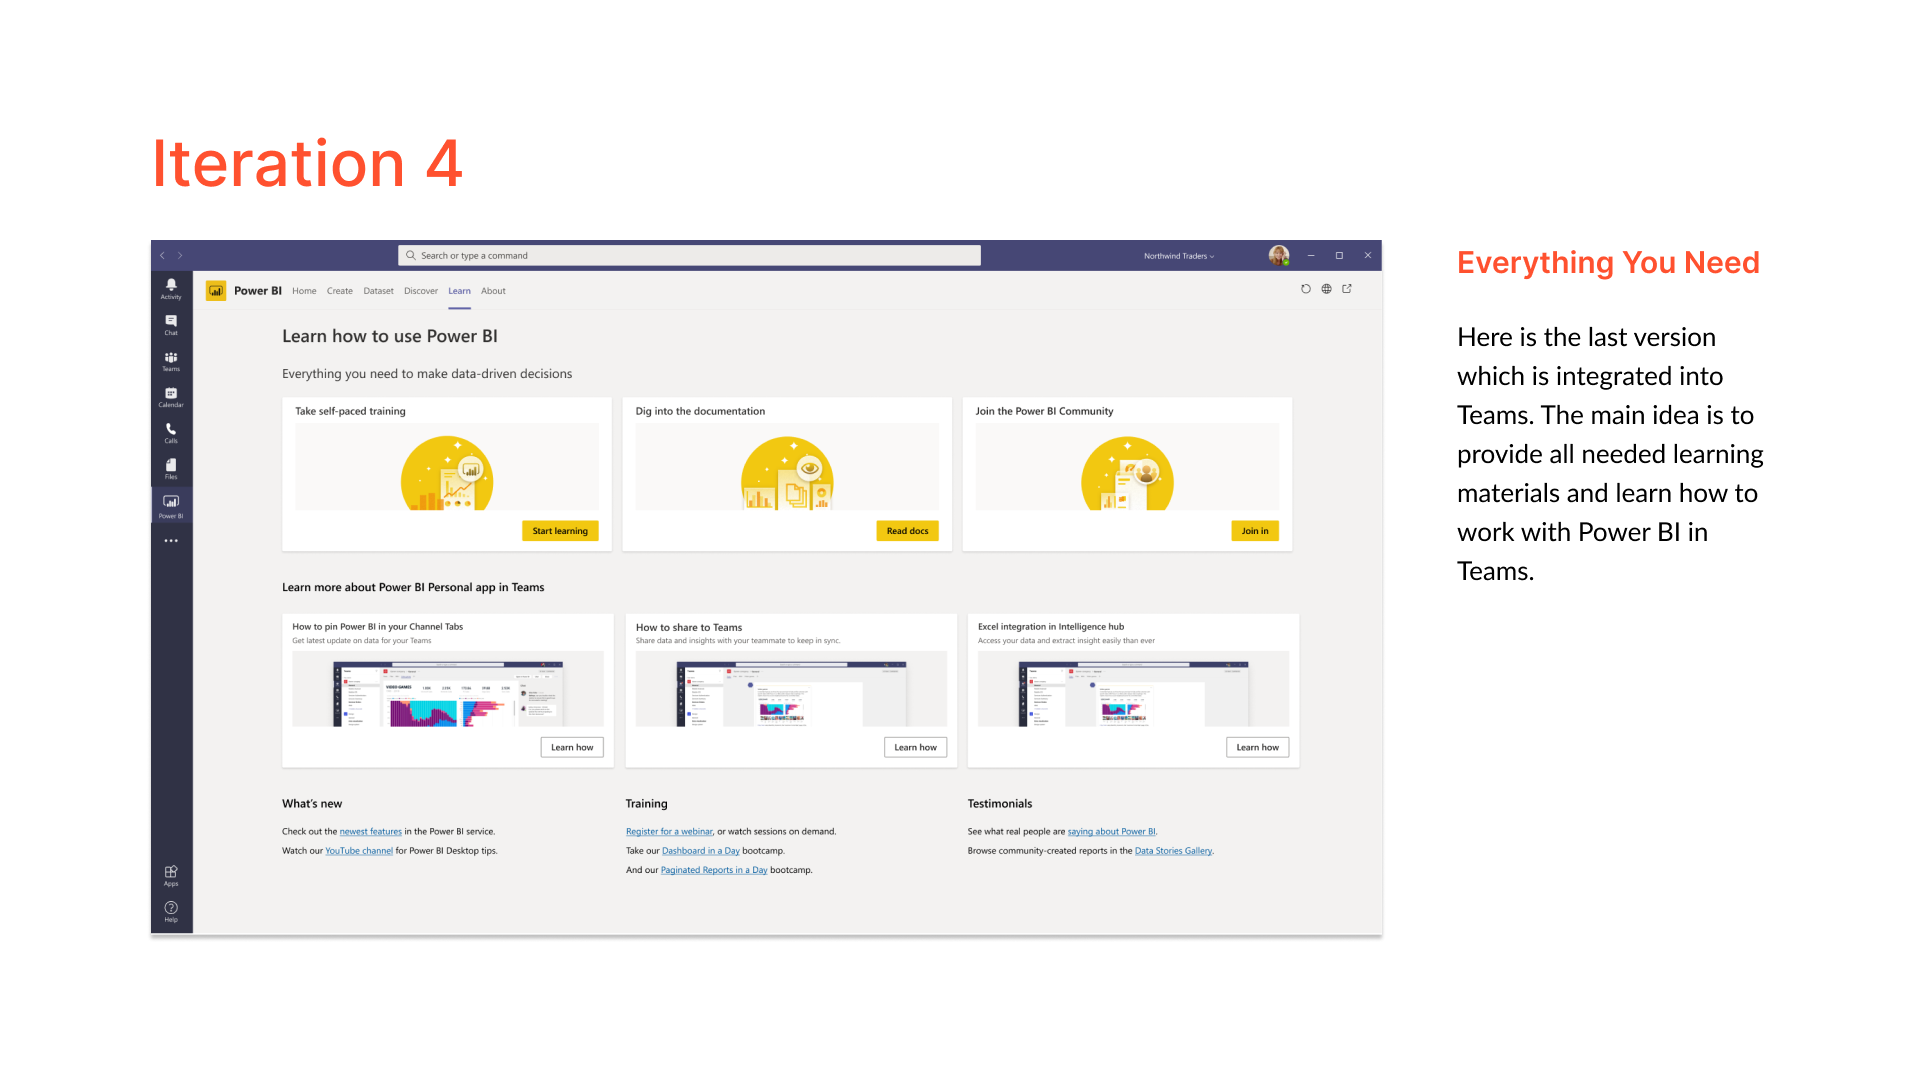 Iteration 4
Search or type a command
Northwind Traders
Activity
Chat
Teams
Calendar
Calls
Files
Power BI
Apps
Help
Power BI Home Create Dataset Discover Learn About
Learn how to use Power BI
Everything you need to make data-driven decisions
Take self-paced training
Start learning
Dig into the documentation
Read docs
Join the Power BI Community
Join in
Learn more about Power BI Personal app in Teams
How to pin Power BI in your Channel Tabs
Get latest update on data for your Teams
VIDEO GAMES
Learn how
How to share to Teams
Share data and insights with your teammate to keep in sync.
Learn how
Excel integration in Intelligence hub
Access your data and extract insight easily than ever
Learn how
What's new
Check out the newest features in the Power BI service.
Watch our YouTube channel for Power BI Desktop tips.
Training
Register for a webinar, or watch sessions on demand.
Take our Dashboard in a Day bootcamp.
And our Paginated Reports in a Day bootcamp.
Testimonials
See what real people are saying about Power BI.
Browse community-created reports in the Data Stories Gallery.
Everything You Need
Here is the last version
which is integrated into
Teams. The main idea is to
provide all needed learning
materials and learn how to
work with Power BI in
Teams.